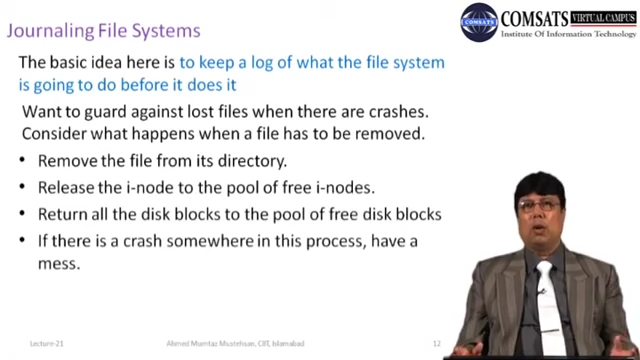 Journaling File Systems
COMSATS VIRTUAL CAMPUS
Institute Of Information Technology
The basic idea here is to keep a log of what the file system
is going to do before it does it
Want to guard against lost files when there are crashes.
Consider what happens when a file has to be removed.
• Remove the file from its directory.
• Release the i-node to the pool of free i-nodes.
• Return all the disk blocks to the pool of free disk blocks
• If there is a crash somewhere in this process, have a
mess.
Lecture-21
Ahmed Mumtaz Mustehsan, CIIT, Islamabad
12